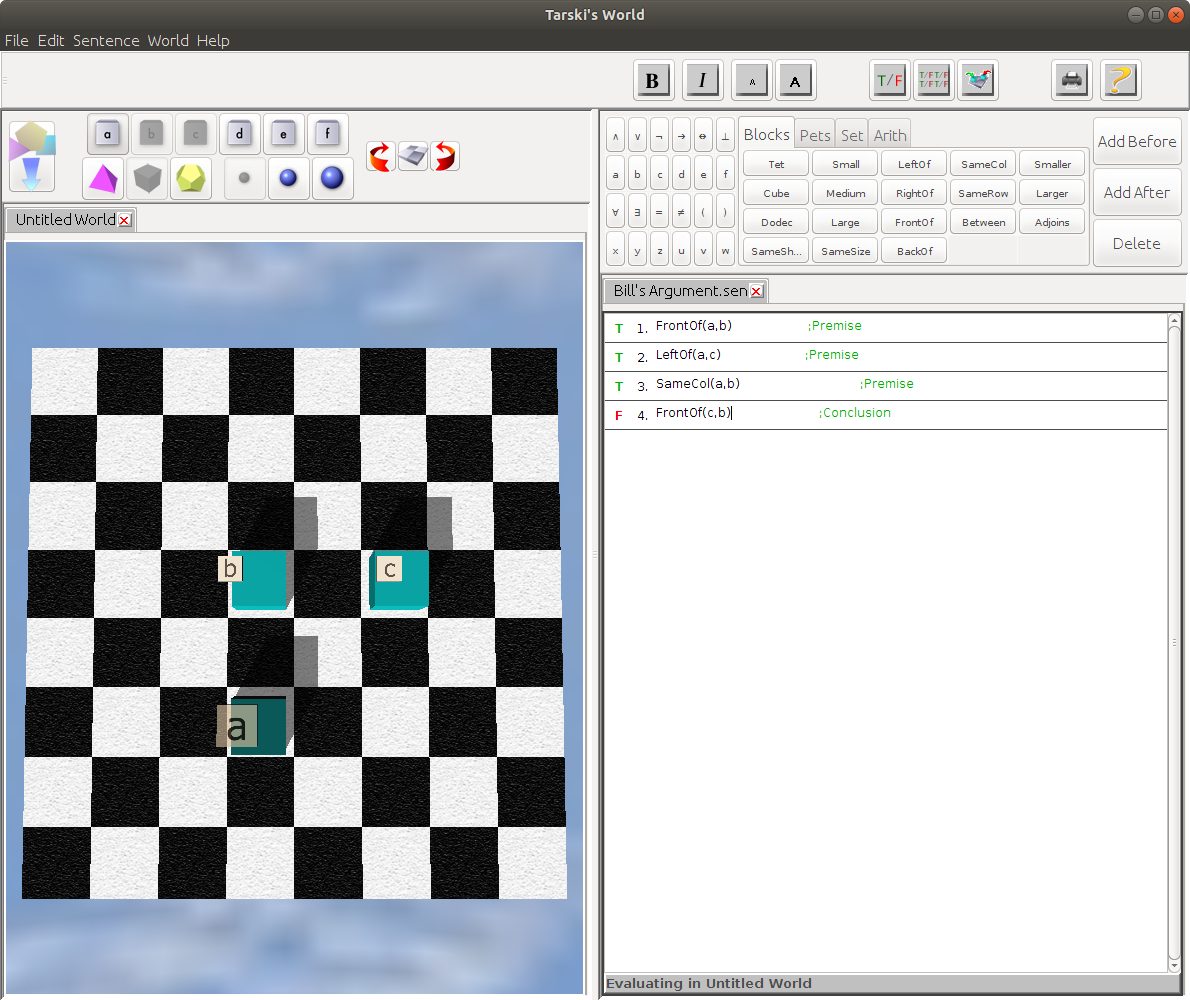 Tarski's World
File Edit Sentence World Help
B I A A T/F T/F T/F T/F T/F ?
a b c d e f
Untitled World
∧ ∨ ¬ → ↔ ⊥
a b c d e f
∀ ∃ = ≠ ( )
x y z u v w
Blocks Pets Set Arith
Tet Small LeftOf SameCol Smaller
Cube Medium RightOf SameRow Larger
Dodec Large FrontOf Between Adjoins
SameSh... SameSize BackOf
Add Before
Add After
Delete
b c
a
Bill's Argument.sen
T 1. FrontOf(a,b) ;Premise
T 2. LeftOf(a,c) ;Premise
T 3. SameCol(a,b) ;Premise
F 4. FrontOf(c,b) ;Conclusion
Evaluating in Untitled World